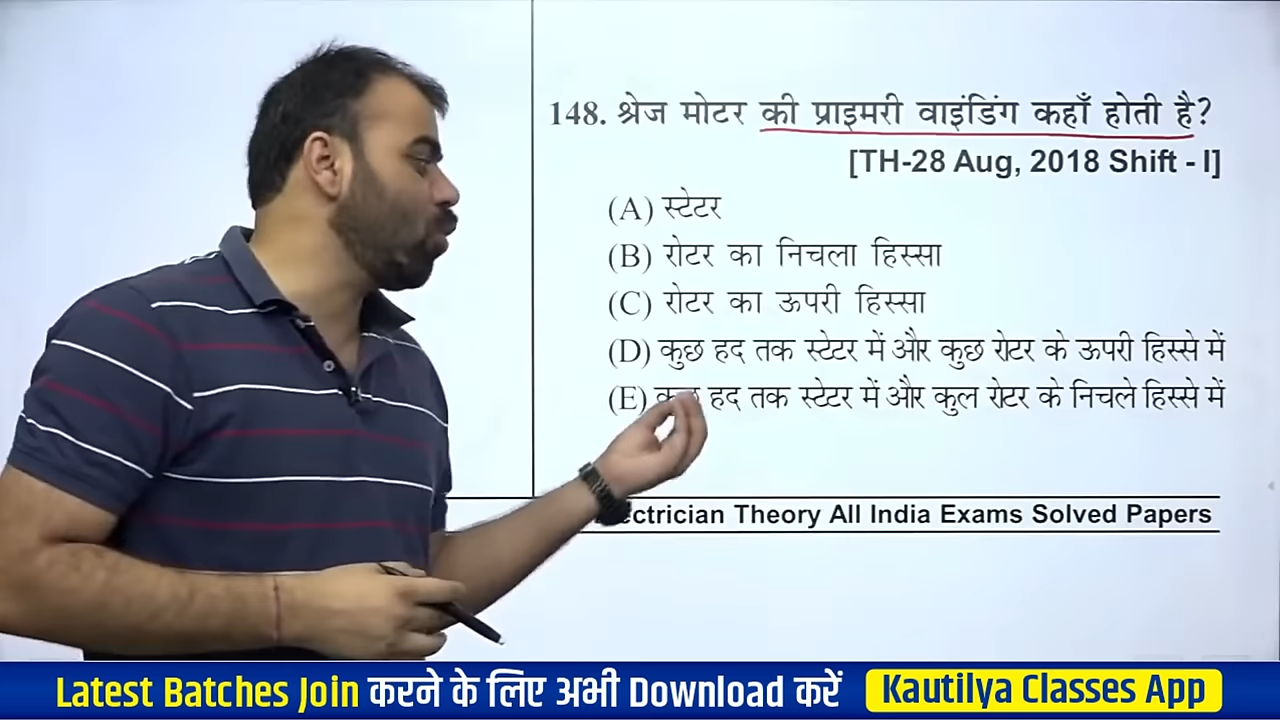 148. श्रेज मोटर की प्राइमरी वाइंडिंग कहाँ होती है?
[TH-28 Aug, 2018 Shift - I]
(A) स्टेटर
(B) रोटर का निचला हिस्सा
(C) रोटर का ऊपरी हिस्सा
(D) कुछ हद तक स्टेटर में और कुछ रोटर के ऊपरी हिस्से में
(E) हद तक स्टेटर में और कुल रोटर के निचले हिस्से में
Theory All India Exams Solved Papers
Latest Batches Join करने के लिए अभी Download करें Kautilya Classes App